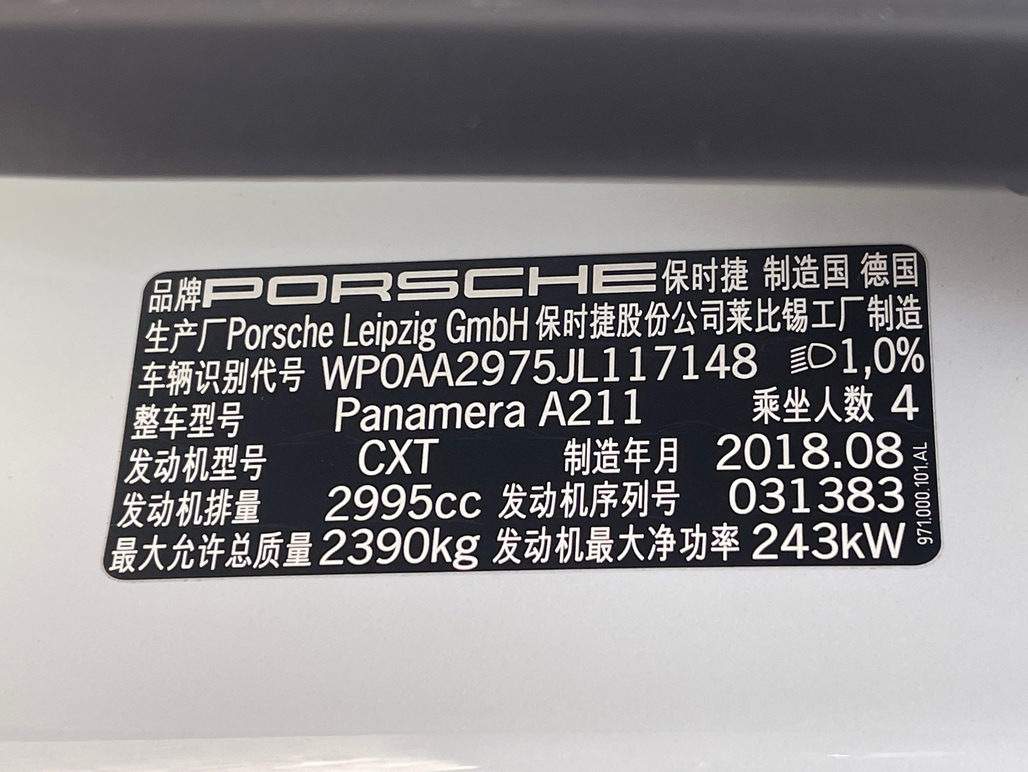 品牌PORSCHE保时捷 制造国 德国
生产厂Porsche Leipzig GmbH 保时捷股份公司莱比锡工厂制造
车辆识别代号 WP0AA2975JL117148 1,0%
整车型号 Panamera A211 乘坐人数 4
发动机型号 CXT 制造年月 2018.08
发动机排量 2995cc 发动机序列号 031383
最大允许总质量 2390kg 发动机最大净功率 243kW
971.000.101.AL